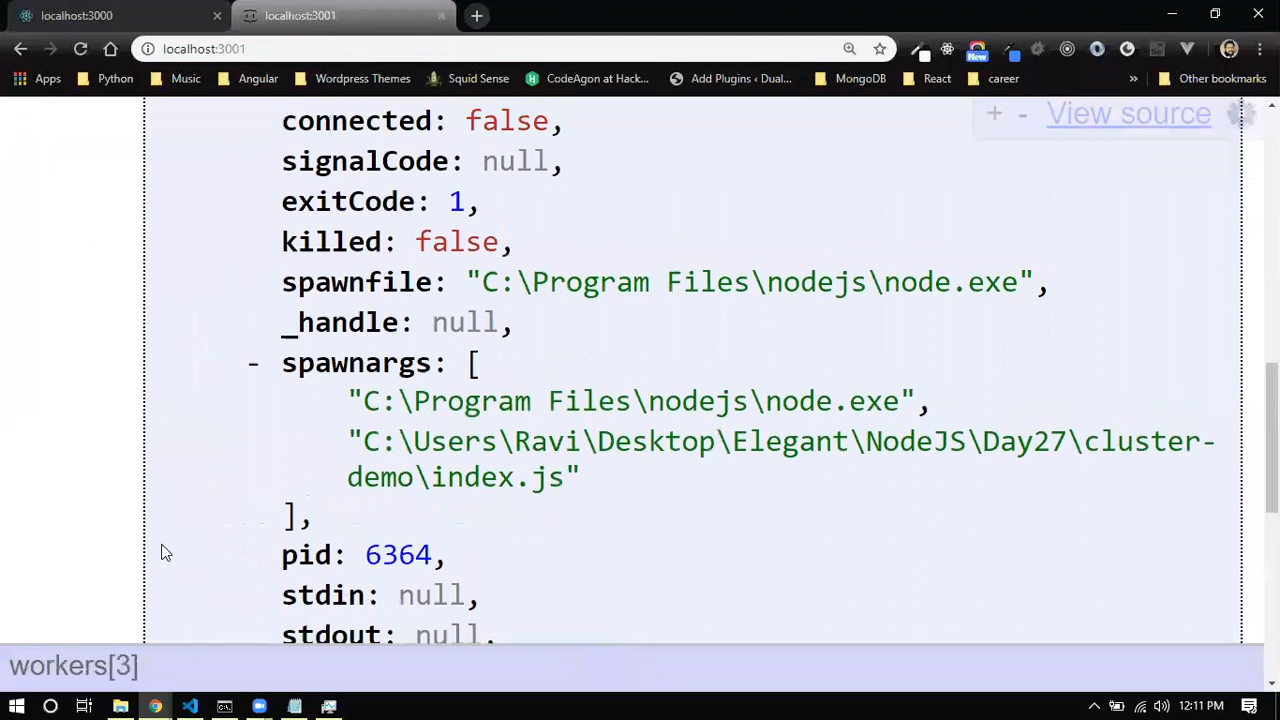 localhost:3000
localhost:3001
localhost:3001
New
Apps
Python
Music
Angular
Wordpress Themes
Squid Sense
CodeAgon at Hack...
Add Plugins ‹ Dual...
MongoDB
React
career
»
Other bookmarks
+ - View source
connected: false,
signalCode: null,
exitCode: 1,
killed: false,
spawnfile: "C:\Program Files\nodejs\node.exe",
_handle: null,
- spawnargs: [
"C:\Program Files\nodejs\node.exe",
"C:\Users\Ravi\Desktop\Elegant\NodeJS\Day27\cluster-
demo\index.js"
],
pid: 6364,
stdin: null,
stdout: null,
workers[3]
12:11 PM